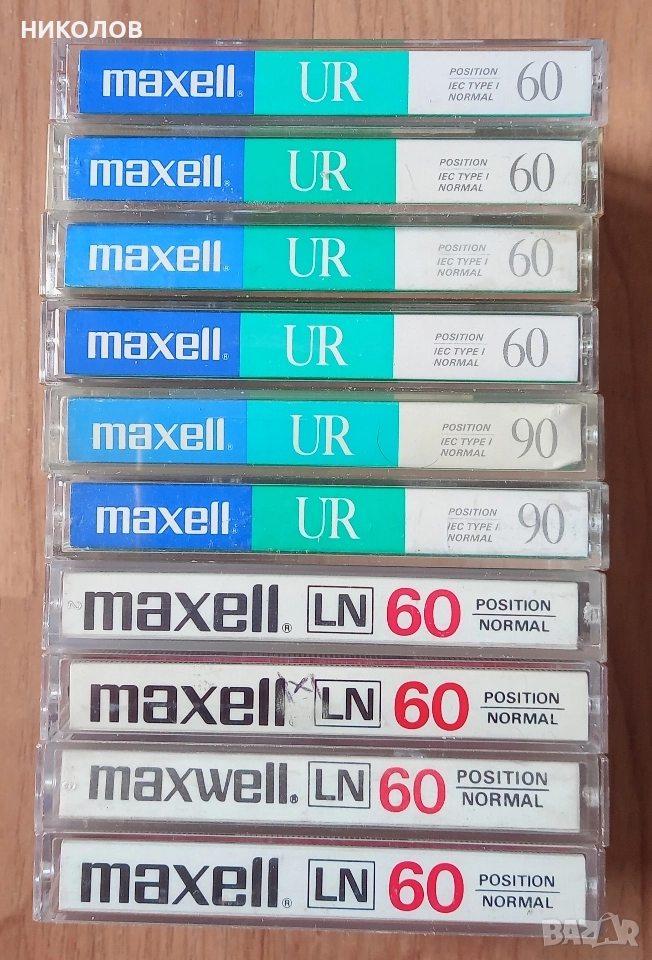 НИКОЛОВ
maxell® UR POSITION IEC TYPE I NORMAL 60
maxell® UR POSITION IEC TYPE I NORMAL 60
maxell® UR POSITION IEC TYPE I NORMAL 60
maxell® UR POSITION IEC TYPE I NORMAL 60
maxell® UR POSITION IEC TYPE I NORMAL 90
maxell® UR POSITION IEC TYPE I NORMAL 90
maxell® LN 60 POSITION NORMAL
maxell LN 60 POSITION NORMAL
maxwell® LN 60 POSITION NORMAL
maxell® LN 60 POSITION NORMAL
BAZAR